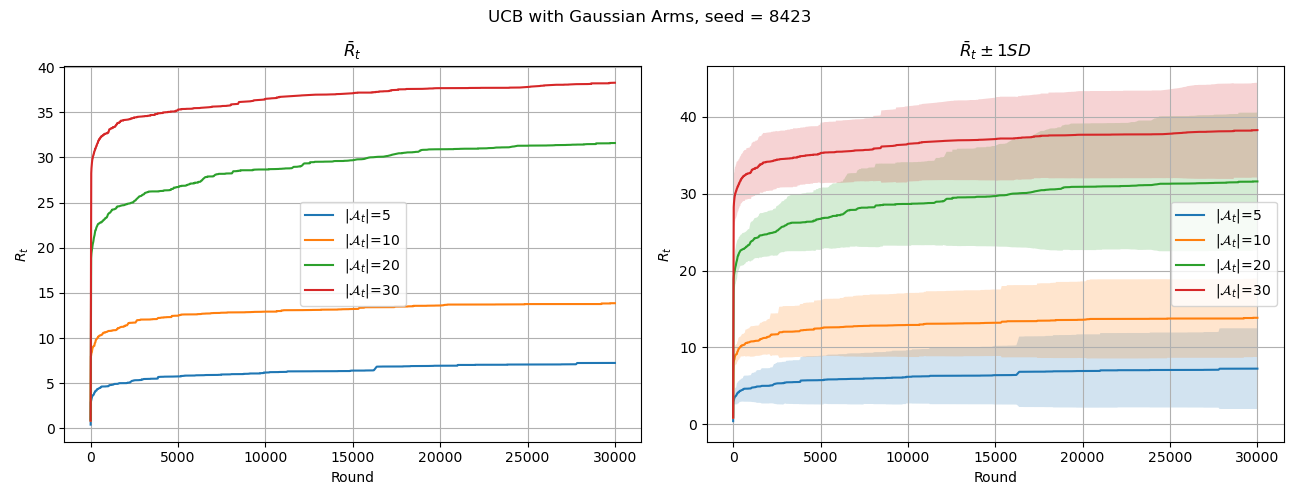 UCB with Gaussian Arms, seed = 8423
R̄ₜ
40
35
30
25
20
15
10
5
0
Rₜ
0 5000 10000 15000 20000 25000 30000
Round
|𝒜ₜ|=5
|𝒜ₜ|=10
|𝒜ₜ|=20
|𝒜ₜ|=30
R̄ₜ ± 1SD
40
30
20
10
0
Rₜ
0 5000 10000 15000 20000 25000 30000
Round
|𝒜ₜ|=5
|𝒜ₜ|=10
|𝒜ₜ|=20
|𝒜ₜ|=30